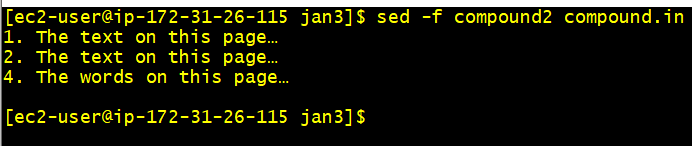 [ec2-user@ip-172-31-26-115 jan3]$ sed -f compound2 compound.in
1. The text on this page…
2. The text on this page…
4. The words on this page…
[ec2-user@ip-172-31-26-115 jan3]$